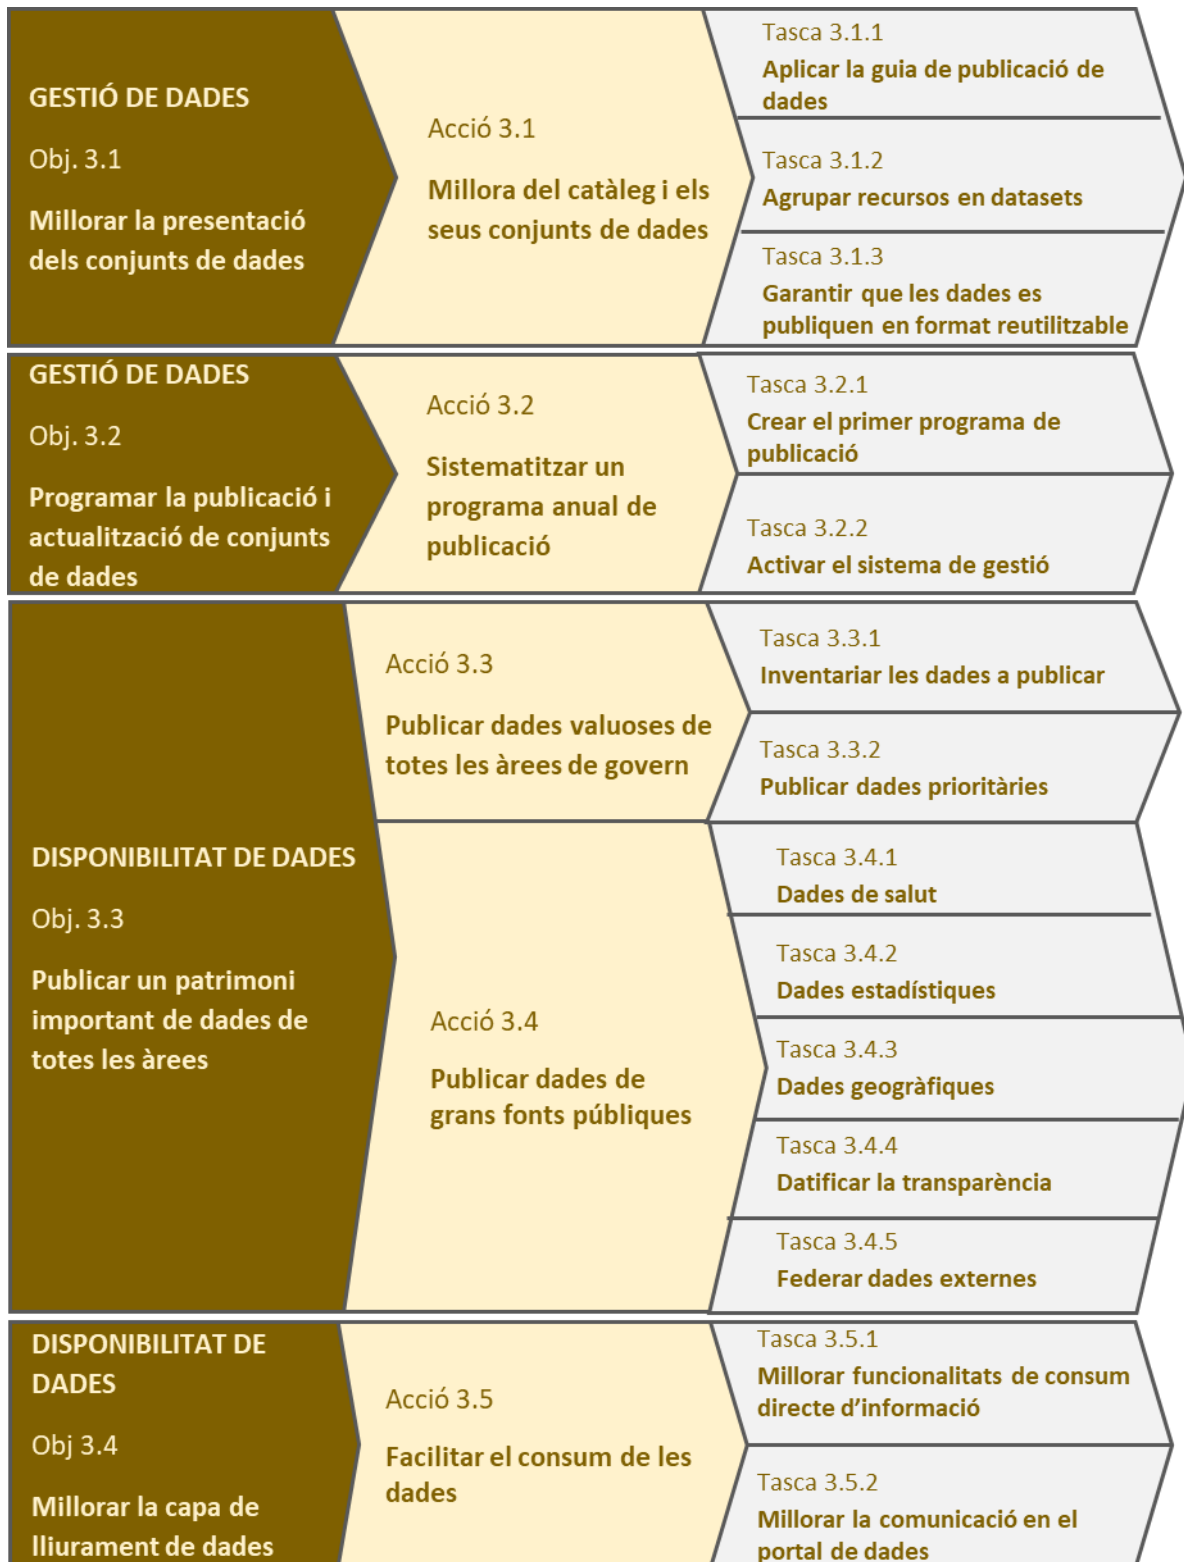 GESTIÓ DE DADES
Obj. 3.1
Millorar la presentació
dels conjunts de dades
Acció 3.1
Millora del catàleg i els
seus conjunts de dades
Tasca 3.1.1
Aplicar la guia de publicació de
dades
Tasca 3.1.2
Agrupar recursos en datasets
Tasca 3.1.3
Garantir que les dades es
publiquen en format reutilitzable
GESTIÓ DE DADES
Obj. 3.2
Programar la publicació i
actualització de conjunts
de dades
Acció 3.2
Sistematitzar un
programa anual de
publicació
Tasca 3.2.1
Crear el primer programa de
publicació
Tasca 3.2.2
Activar el sistema de gestió
DISPONIBILITAT DE DADES
Obj. 3.3
Publicar un patrimoni
important de dades de
totes les àrees
Acció 3.3
Publicar dades valuoses de
totes les àrees de govern
Tasca 3.3.1
Inventariar les dades a publicar
Tasca 3.3.2
Publicar dades prioritàries
Acció 3.4
Publicar dades de
grans fonts públiques
Tasca 3.4.1
Dades de salut
Tasca 3.4.2
Dades estadístiques
Tasca 3.4.3
Dades geogràfiques
Tasca 3.4.4
Datificar la transparència
Tasca 3.4.5
Federar dades externes
DISPONIBILITAT DE
DADES
Obj 3.4
Millorar la capa de
lliurament de dades
Acció 3.5
Facilitar el consum de les
dades
Tasca 3.5.1
Millorar funcionalitats de consum
directe d’informació
Tasca 3.5.2
Millorar la comunicació en el
portal de dades